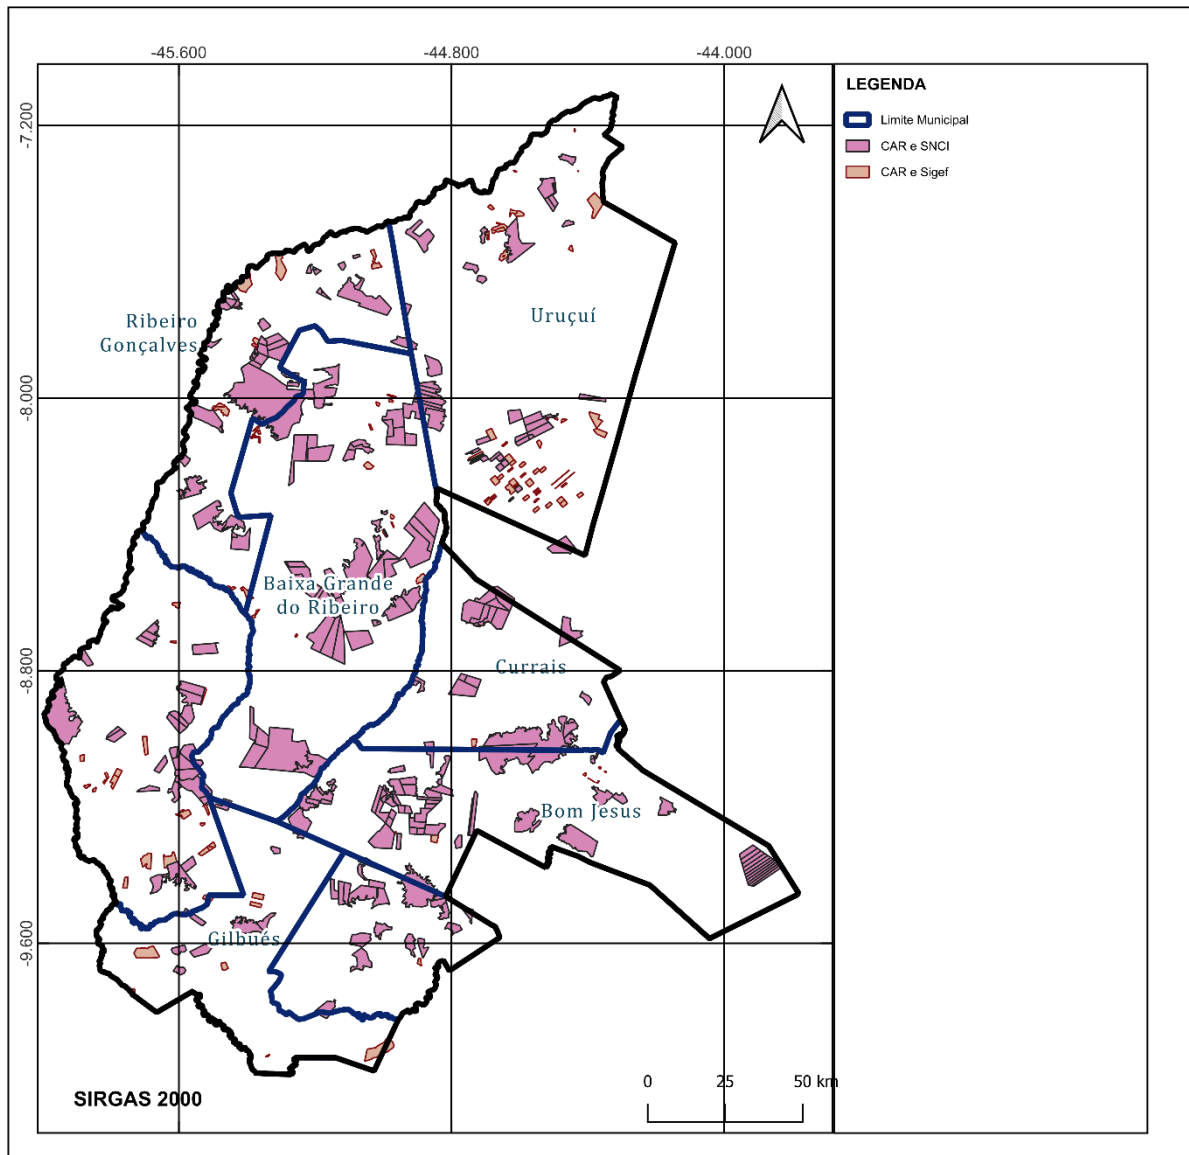 -45.600
-44.800
-44.000
LEGENDA
Limite Municipal
CAR e SNCI
CAR e Sigef
-7.200
-8.000
-8.800
-9.600
Uruçuí
Ribeiro
Gonçalves
Baixa Grande
do Ribeiro
Currais
Bom Jesus
Gilbués
SIRGAS 2000
0
25
50 km